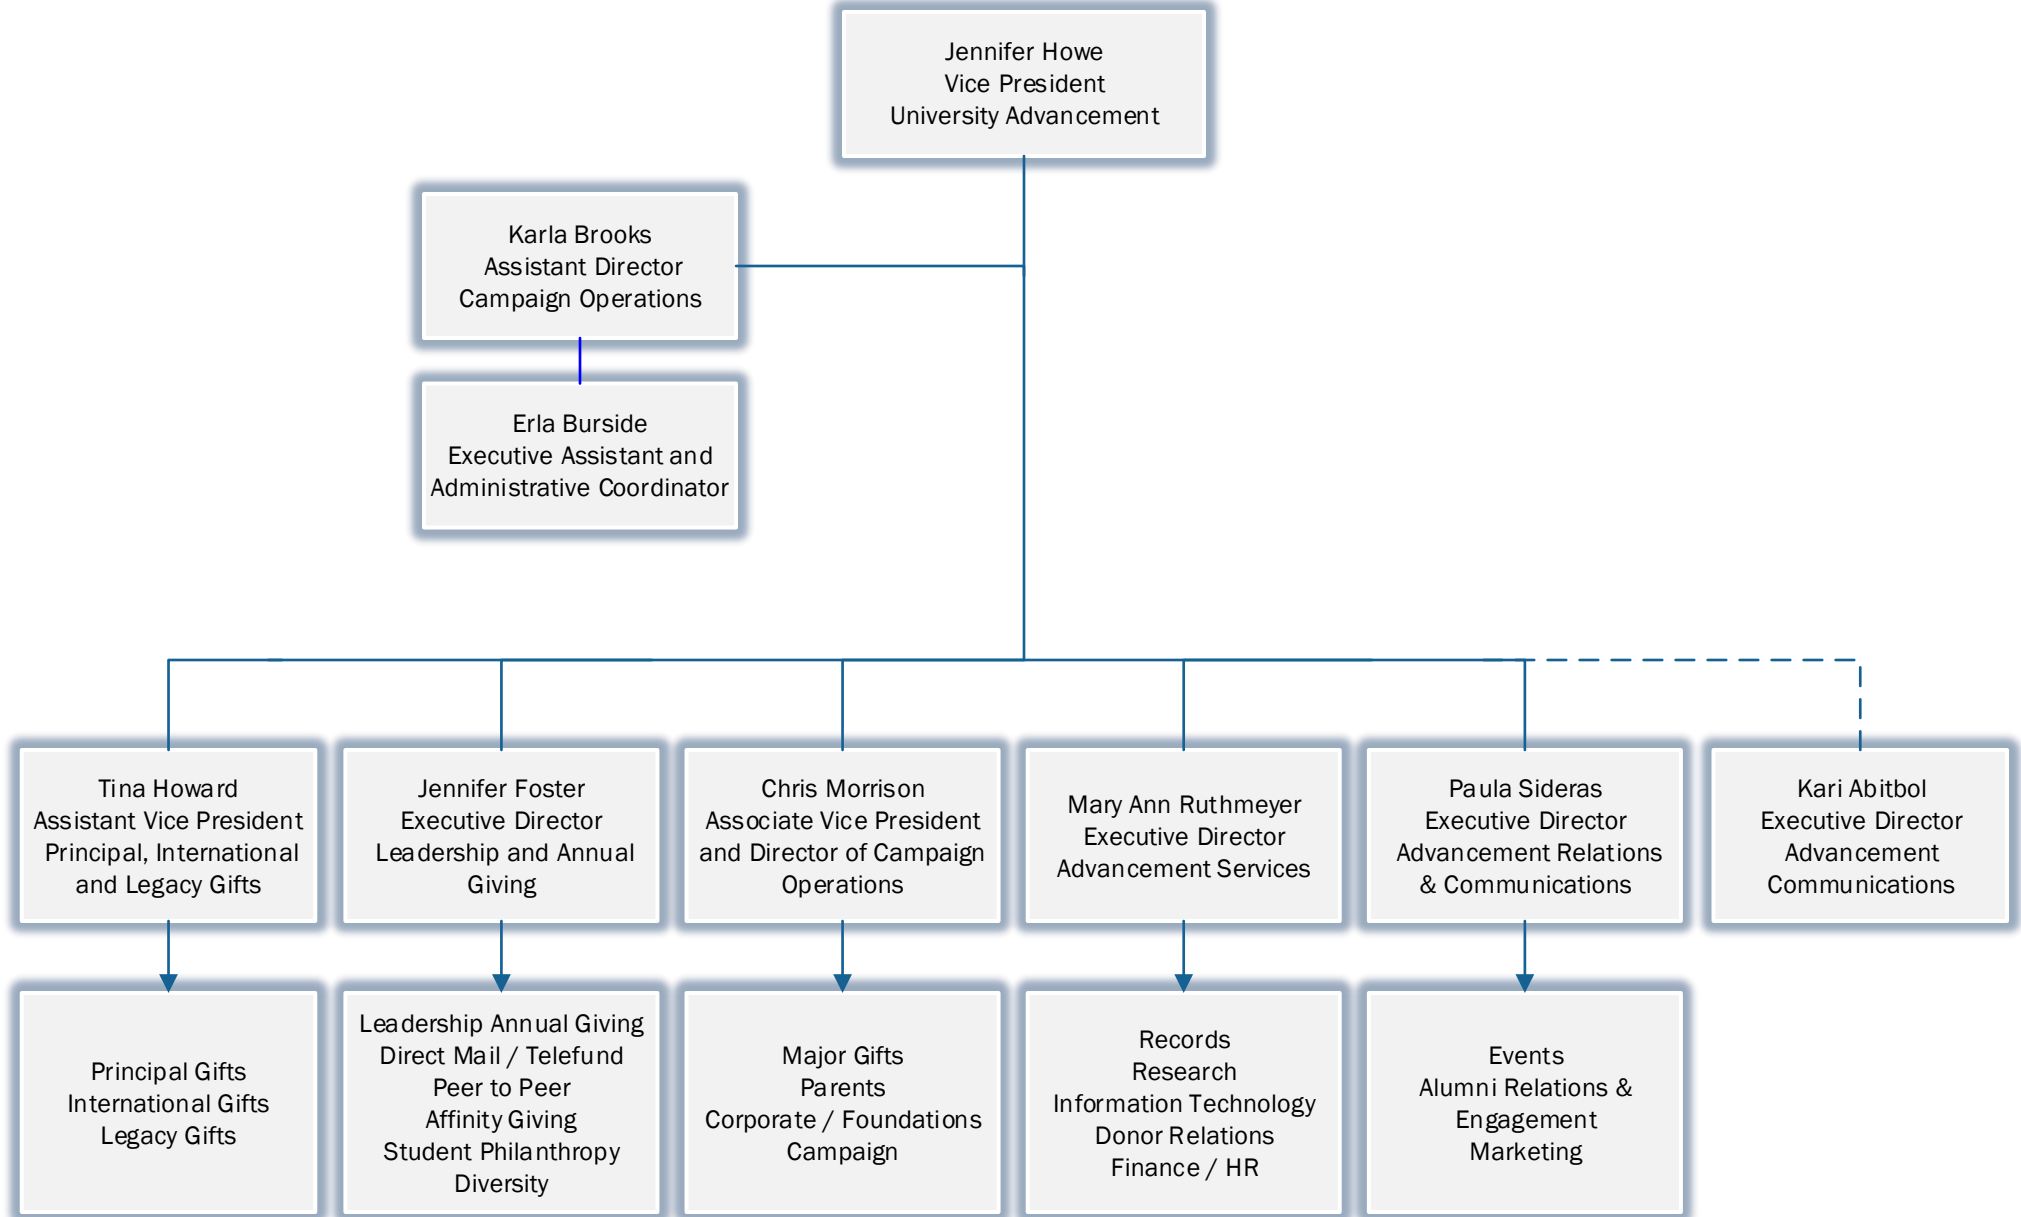 Jennifer Howe
Vice President
University Advancement
Karla Brooks
Assistant Director
Campaign Operations
Erla Burside
Executive Assistant and
Administrative Coordinator
Tina Howard
Assistant Vice President
Principal, International
and Legacy Gifts
Jennifer Foster
Executive Director
Leadership and Annual
Giving
Chris Morrison
Associate Vice President
and Director of Campaign
Operations
Mary Ann Ruthmeyer
Executive Director
Advancement Services
Paula Sideras
Executive Director
Advancement Relations
& Communications
Kari Abitbol
Executive Director
Advancement
Communications
Principal Gifts
International Gifts
Legacy Gifts
Leadership Annual Giving
Direct Mail / Telefund
Peer to Peer
Affinity Giving
Student Philanthropy
Diversity
Major Gifts
Parents
Corporate / Foundations
Campaign
Records
Research
Information Technology
Donor Relations
Finance / HR
Events
Alumni Relations &
Engagement
Marketing